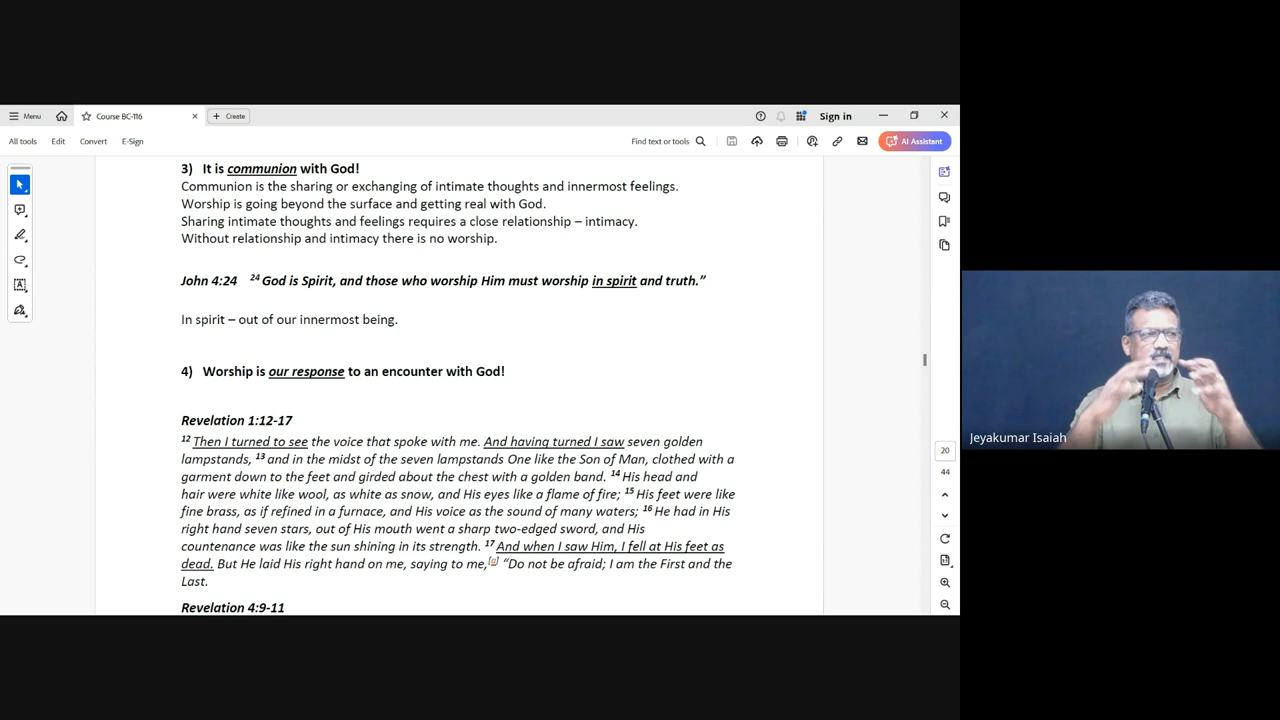 Menu
Course BC-116
Create
Sign in
All tools
Edit
Convert
E-Sign
Find text or tools
AI Assistant
3) It is communion with God!
Communion is the sharing or exchanging of intimate thoughts and innermost feelings.
Worship is going beyond the surface and getting real with God.
Sharing intimate thoughts and feelings requires a close relationship – intimacy.
Without relationship and intimacy there is no worship.
John 4:24 24 God is Spirit, and those who worship Him must worship in spirit and truth.”
In spirit – out of our innermost being.
4) Worship is our response to an encounter with God!
Revelation 1:12-17
12 Then I turned to see the voice that spoke with me. And having turned I saw seven golden
lampstands, 13 and in the midst of the seven lampstands One like the Son of Man, clothed with a
garment down to the feet and girded about the chest with a golden band. 14 His head and
hair were white like wool, as white as snow, and His eyes like a flame of fire; 15 His feet were like
fine brass, as if refined in a furnace, and His voice as the sound of many waters; 16 He had in His
right hand seven stars, out of His mouth went a sharp two-edged sword, and His
countenance was like the sun shining in its strength. 17 And when I saw Him, I fell at His feet as
dead. But He laid His right hand on me, saying to me, “Do not be afraid; I am the First and the
Last.
Revelation 4:9-11
20
44
Jeyakumar Isaiah